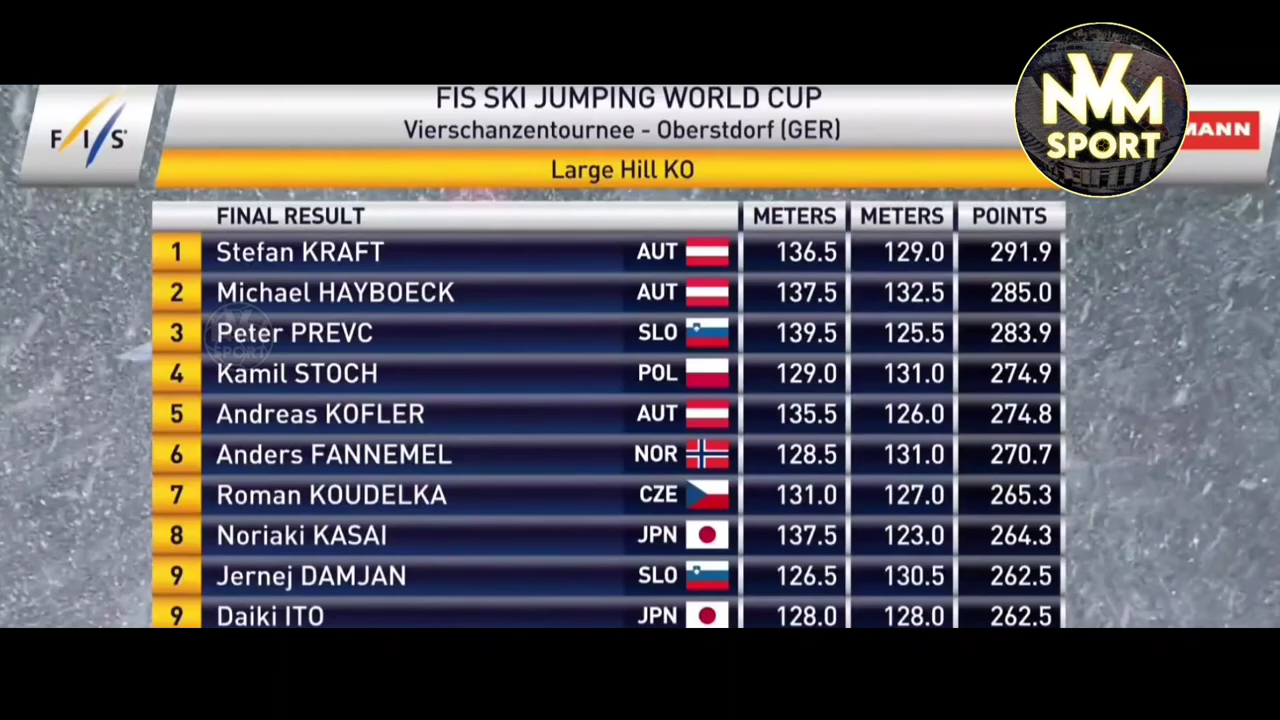 FIS SKI JUMPING WORLD CUP
Vierschanzentournee - Oberstdorf (GER)
Large Hill KO
FIS
NVM
SPORT
MANN
FINAL RESULT METERS METERS POINTS
1 Stefan KRAFT AUT 136.5 129.0 291.9
2 Michael HAYBOECK AUT 137.5 132.5 285.0
3 Peter PREVC SLO 139.5 125.5 283.9
4 Kamil STOCH POL 129.0 131.0 274.9
5 Andreas KOFLER AUT 135.5 126.0 274.8
6 Anders FANNEMEL NOR 128.5 131.0 270.7
7 Roman KOUDELKA CZE 131.0 127.0 265.3
8 Noriaki KASAI JPN 137.5 123.0 264.3
9 Jernej DAMJAN SLO 126.5 130.5 262.5
9 Daiki ITO JPN 128.0 128.0 262.5